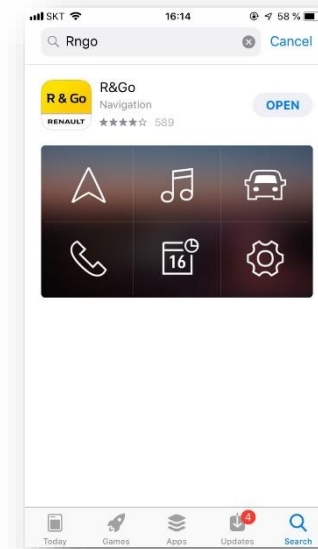 SKT 16:14 58 %
Rngo Cancel
R & Go
RENAULT
R&Go
Navigation
589
OPEN
16
4
Today Games Apps Updates Search